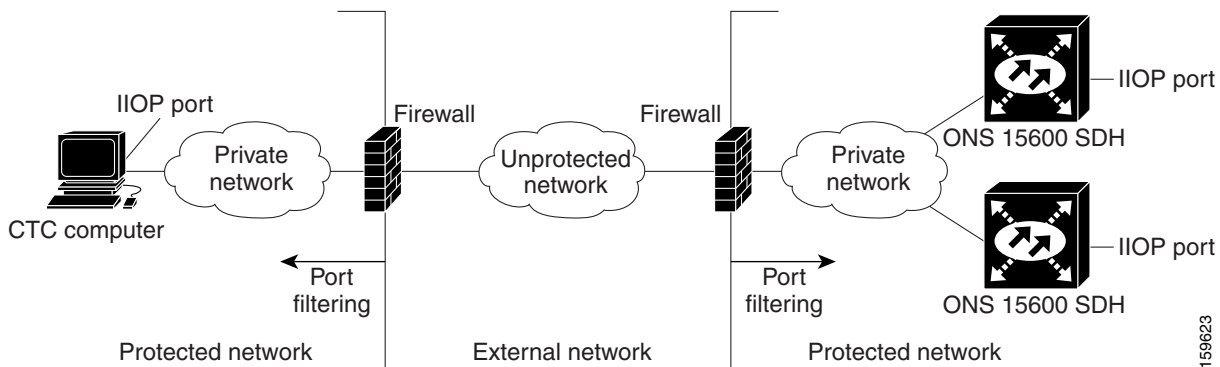 IIOP port
Firewall
Firewall
IIOP port
ONS 15600 SDH
Private
network
Unprotected
network
Private
network
CTC computer
IIOP port
Port
filtering
Port
filtering
ONS 15600 SDH
Protected network
External network
Protected network
159623